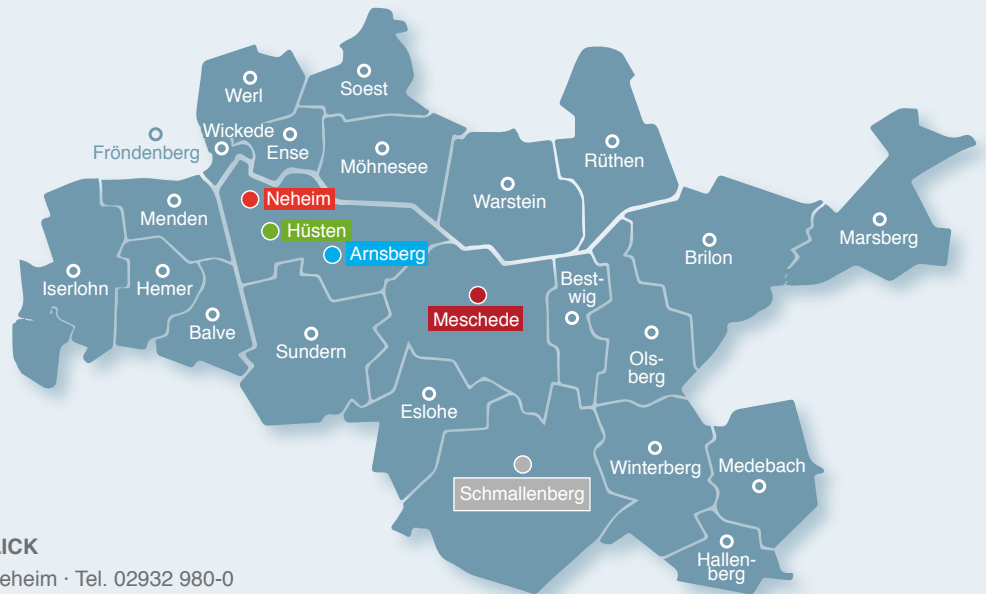 Soest
Werl
Wickede
Ense
Fröndenberg
Möhnesee
Rüthen
Warstein
Neheim
Menden
Hüsten
Marsberg
Arnsberg
Brilon
Iserlohn
Hemer
Best-
wig
Meschede
Balve
Sundern
Ols-
berg
Eslohe
Winterberg
Medebach
Schmallenberg
Hallen-
berg
LICK
eheim · Tel. 02932 980-0